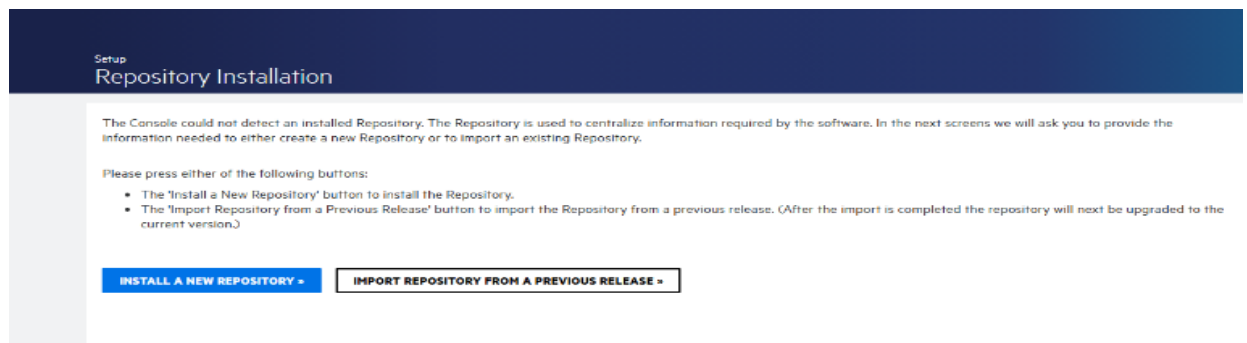 Setup
Repository Installation
The Console could not detect an installed Repository. The Repository is used to centralize information required by the software. In the next screens we will ask you to provide the
information needed to either create a new Repository or to import an existing Repository.
Please press either of the following buttons:
• The 'Install a New Repository' button to install the Repository.
• The 'Import Repository from a Previous Release' button to import the Repository from a previous release. (After the import is completed the repository will next be upgraded to the
current version.)
INSTALL A NEW REPOSITORY » IMPORT REPOSITORY FROM A PREVIOUS RELEASE »